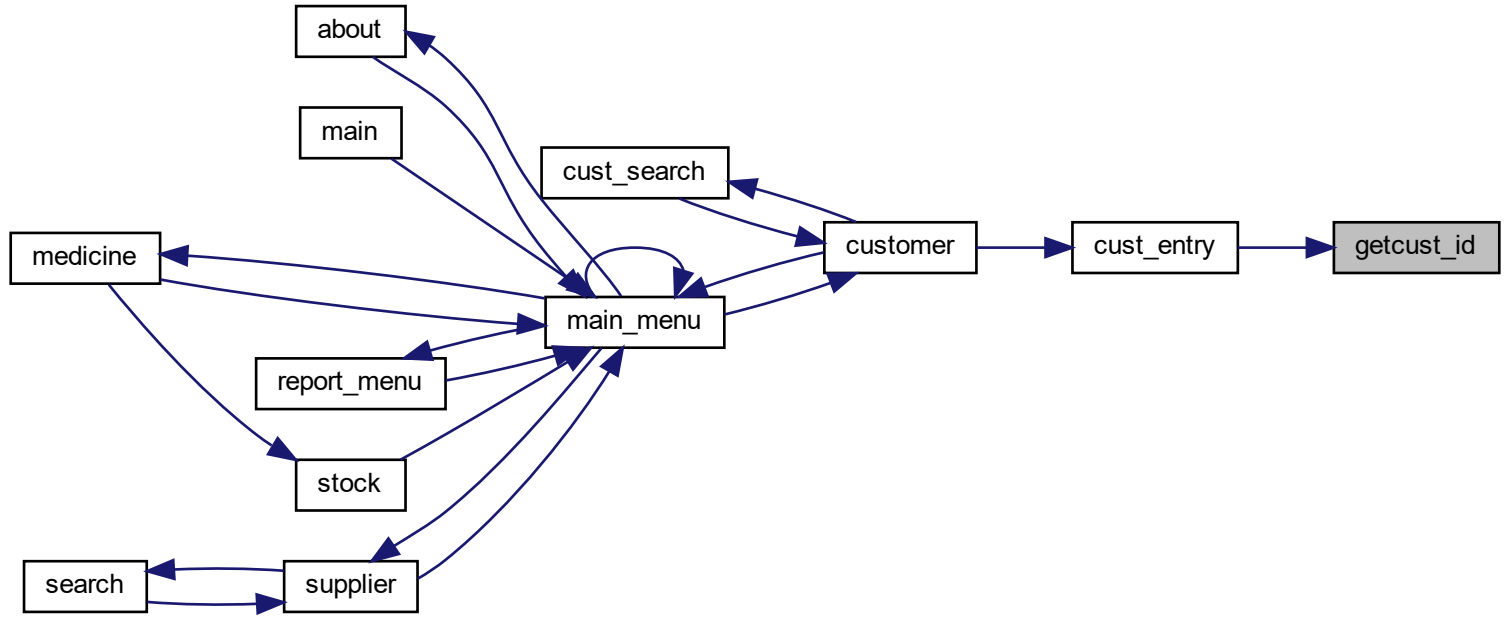 about
main
cust_search
customer
cust_entry
getcust_id
medicine
main_menu
report_menu
stock
search
supplier